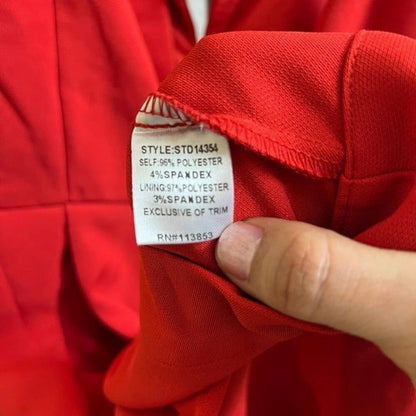 STYLE:STD14354
SELF:96% POLYESTER
4%SPANDEX
LINING:97%POLYESTER
3%SPANDEX
EXCLUSIVE OF TRIM
RN#113853